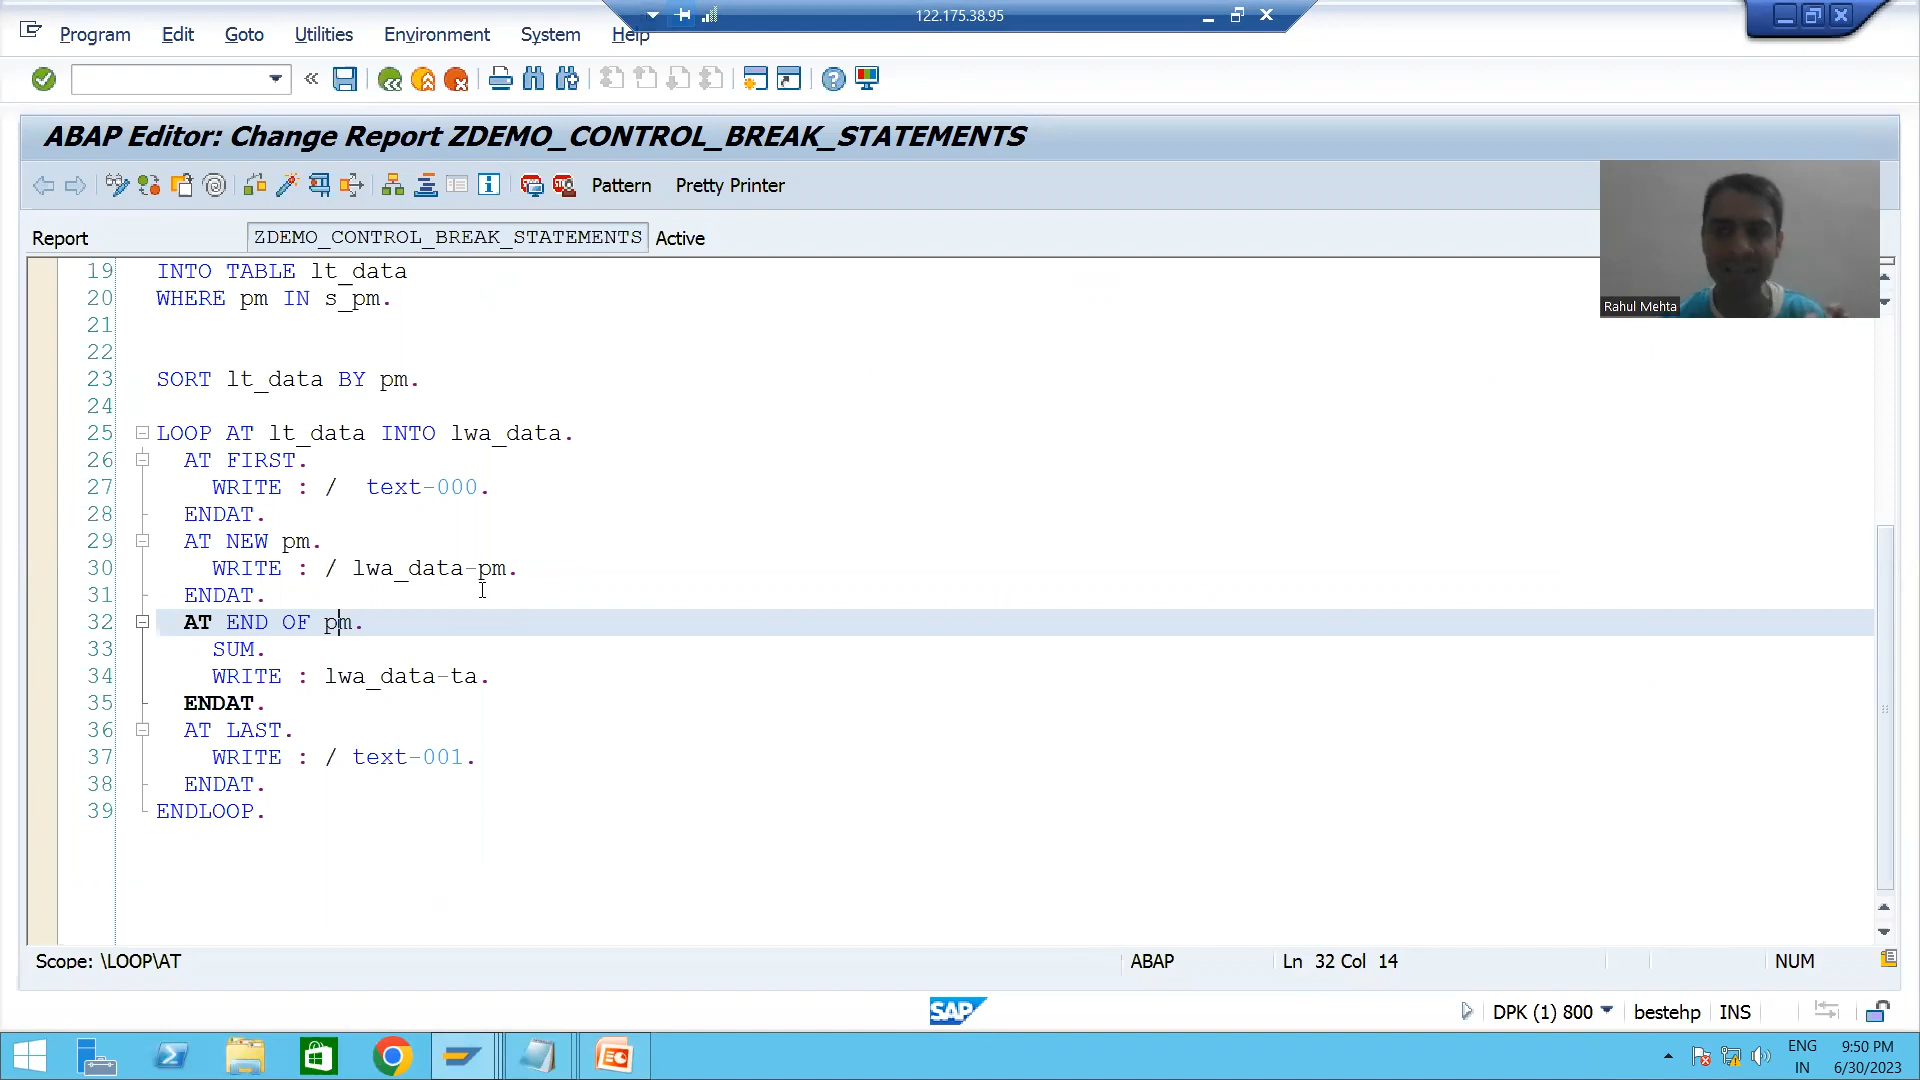 122.175.38.95
Program Edit Goto Utilities Environment System Help
ABAP Editor: Change Report ZDEMO_CONTROL_BREAK_STATEMENTS
Pattern Pretty Printer
Report ZDEMO_CONTROL_BREAK_STATEMENTS Active
Rahul Mehta
19 INTO TABLE lt_data
20 WHERE pm IN s_pm.
21
22
23 SORT lt_data BY pm.
24
25 LOOP AT lt_data INTO lwa_data.
26 AT FIRST.
27 WRITE : / text-000.
28 ENDAT.
29 AT NEW pm.
30 WRITE : / lwa_data-pm.
31 ENDAT.
32 AT END OF pm.
33 SUM.
34 WRITE : lwa_data-ta.
35 ENDAT.
36 AT LAST.
37 WRITE : / text-001.
38 ENDAT.
39 ENDLOOP.
Scope: \LOOP\AT ABAP Ln 32 Col 14 NUM
SAP DPK (1) 800 bestehp INS
ENG 9:50 PM
IN 6/30/2023